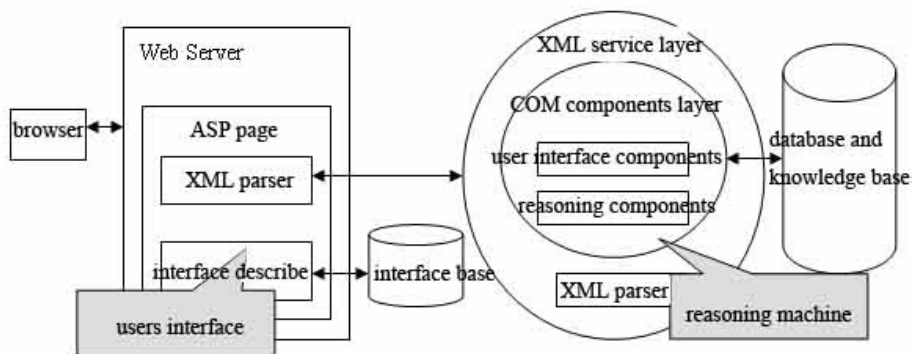 Web Server
browser
ASP page
XML parser
interface describe
users interface
interface base
XML service layer
COM components layer
user interface components
reasoning components
XML parser
reasoning machine
database and
knowledge base